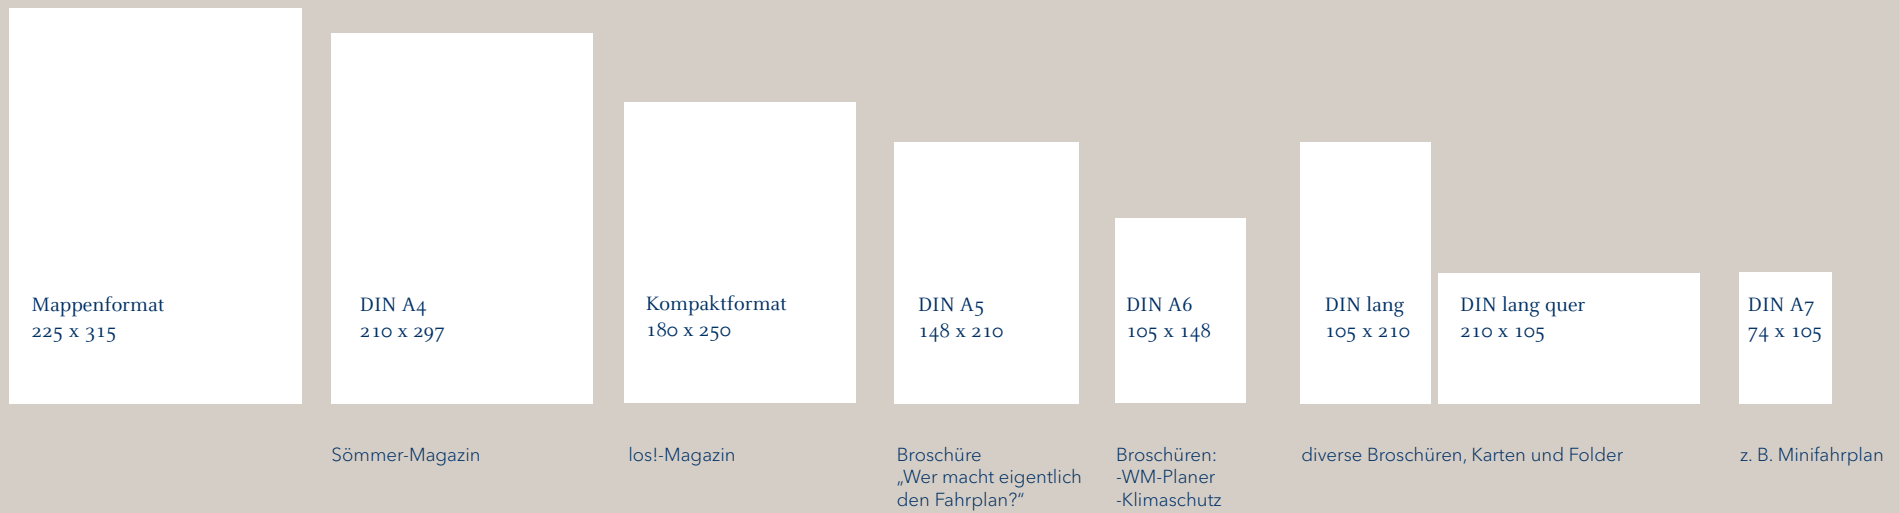 Mappenformat
225 x 315
DIN A4
210 x 297
Kompaktformat
180 x 250
DIN A5
148 x 210
DIN A6
105 x 148
DIN lang
105 x 210
DIN lang quer
210 x 105
DIN A7
74 x 105
Sömmer-Magazin
los!-Magazin
Broschüre
„Wer macht eigentlich
den Fahrplan?“
Broschüren:
-WM-Planer
-Klimaschutz
diverse Broschüren, Karten und Folder
z. B. Minifahrplan